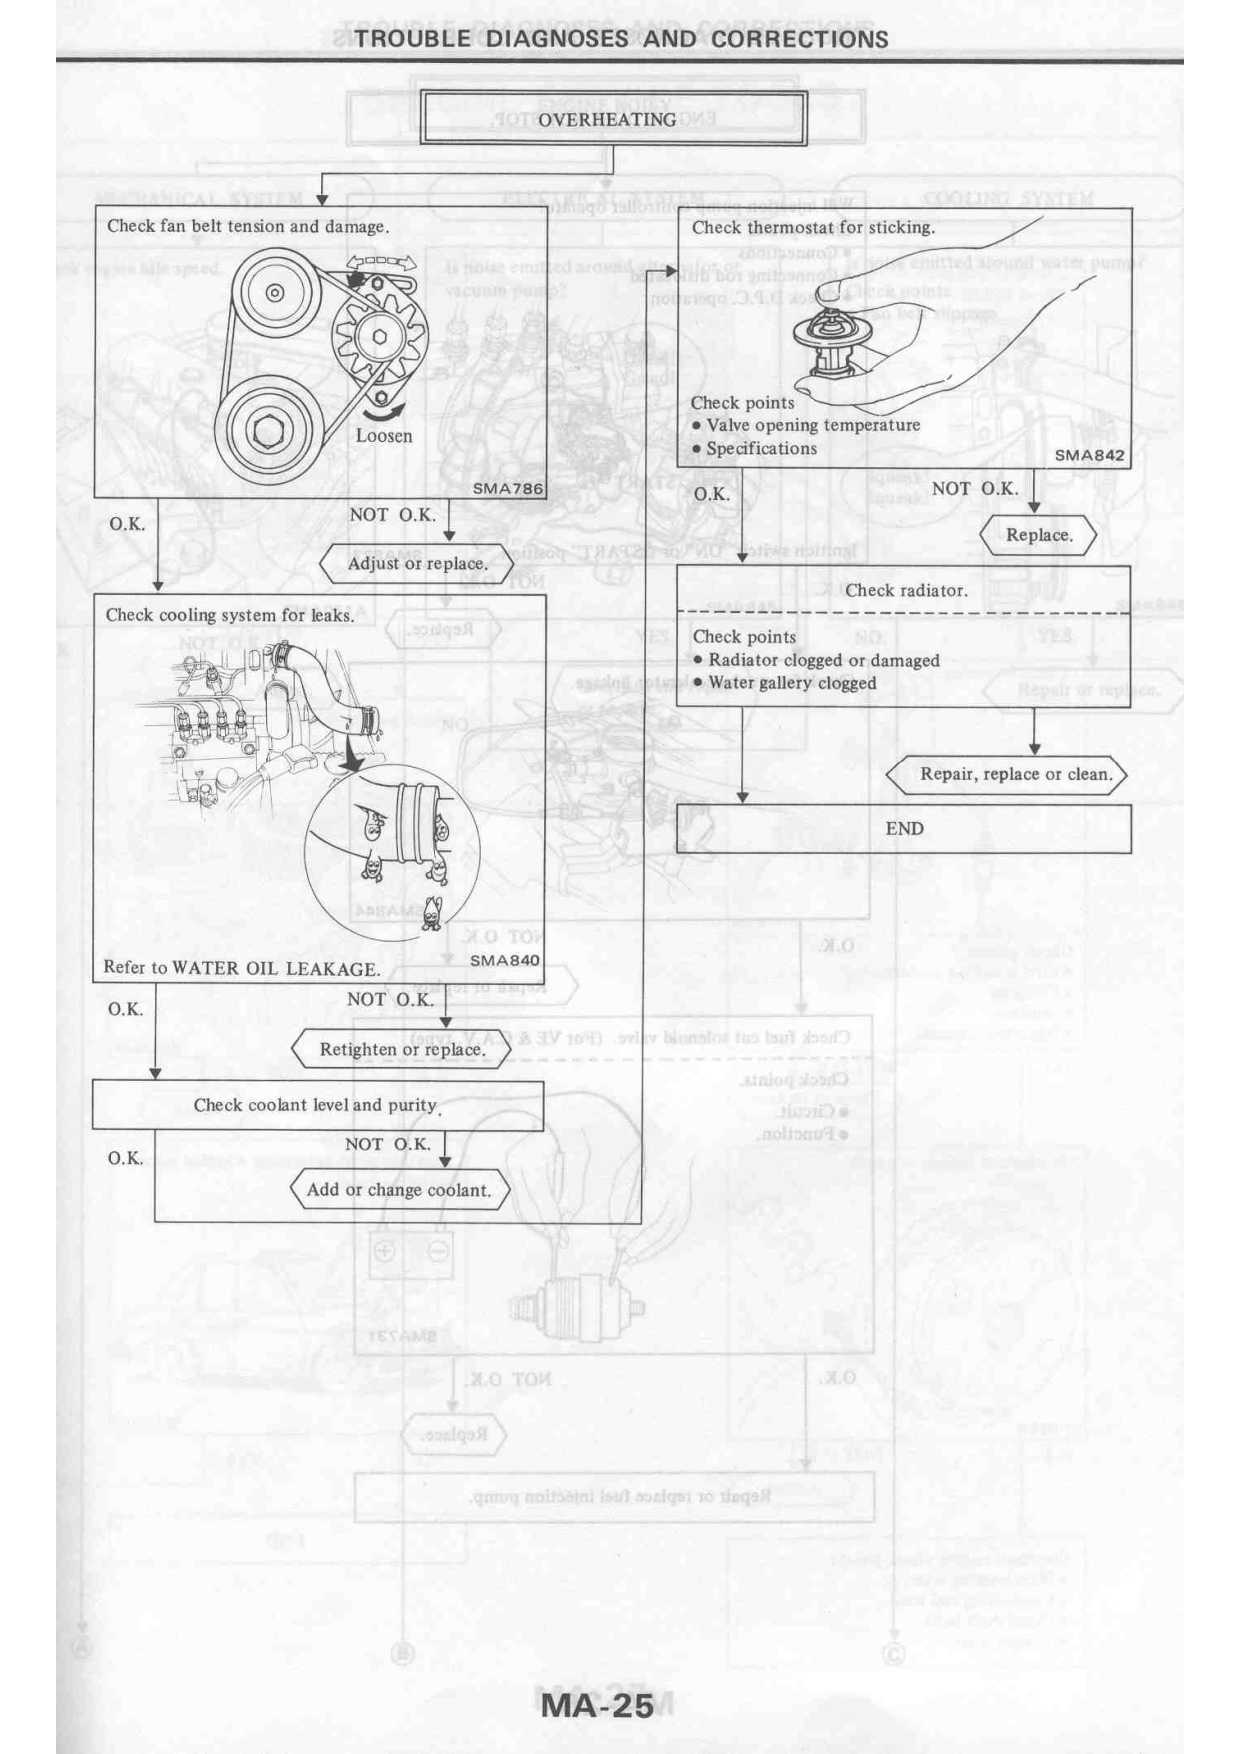 TROUBLE DIAGNOSES AND CORRECTIONS
OVERHEATING
Check fan belt tension and damage.
Loosen
SMA786
O.K.
NOT O.K.
Adjust or replace.
Check cooling system for leaks.
Refer to WATER OIL LEAKAGE.
SMA840
O.K.
NOT O.K.
Retighten or replace.
Check coolant level and purity.
O.K.
NOT O.K.
Add or change coolant.
Check thermostat for sticking.
Check points
• Valve opening temperature
• Specifications
SMA842
O.K.
NOT O.K.
Replace.
Check radiator.
Check points
• Radiator clogged or damaged
• Water gallery clogged
Repair, replace or clean.
END
MA-25